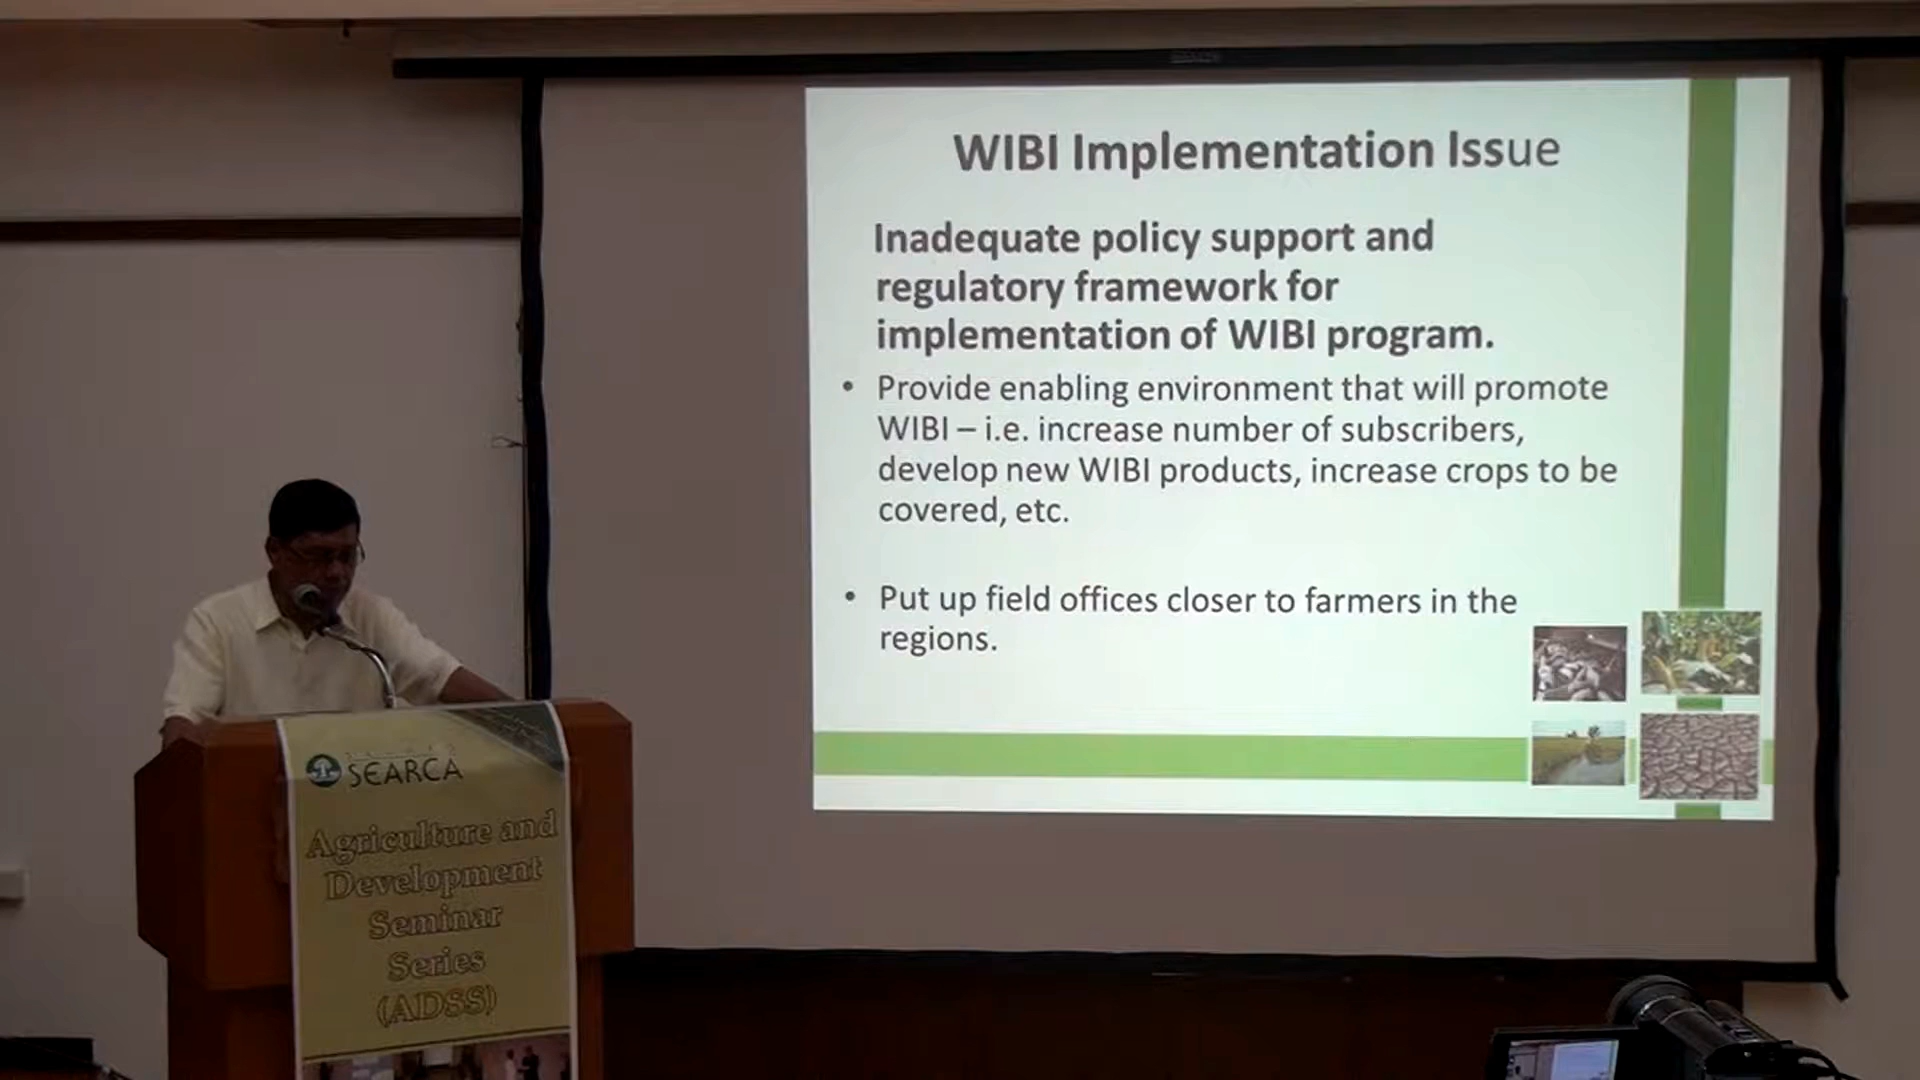 WIBI Implementation Issue
Inadequate policy support and
regulatory framework for
implementation of WIBI program.
• Provide enabling environment that will promote
WIBI – i.e. increase number of subscribers,
develop new WIBI products, increase crops to be
covered, etc.
• Put up field offices closer to farmers in the
regions.
SEARCA
Agriculture and
Development
Seminar
Series
(ADSS)